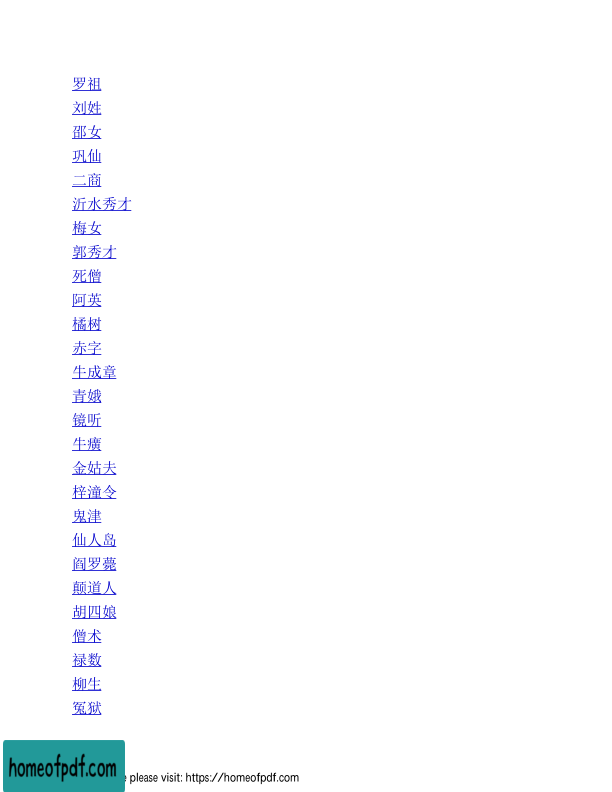 罗祖
刘姓
邵女
巩仙
二商
沂水秀才
梅女
郭秀才
死僧
阿英
橘树
赤字
牛成章
青娥
镜听
牛癀
金姑夫
梓潼令
鬼津
仙人岛
阎罗薨
颠道人
胡四娘
僧术
禄数
柳生
冤狱
homeofpdf.com
e please visit: https://homeofpdf.com